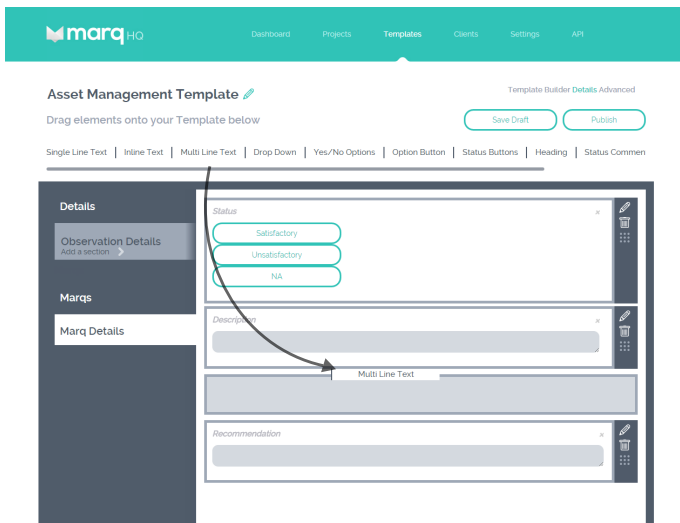 marq HQ
Dashboard Projects Templates Clients Settings API
Asset Management Template
Template Builder Details Advanced
Drag elements onto your Template below
Save Draft Publish
Single Line Text | Inline Text | Multi Line Text | Drop Down | Yes/No Options | Option Button | Status Buttons | Heading | Status Commen
Details
Observation Details
Add a section
Marqs
Marq Details
Status x
Satisfactory
Unsatisfactory
NA
Description x
Multi Line Text
Recommendation x